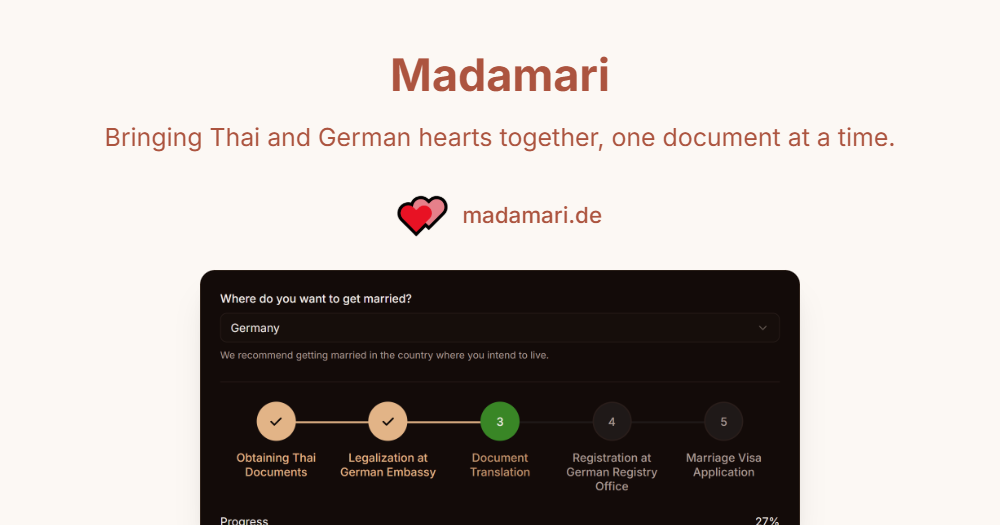 Madamari
Bringing Thai and German hearts together, one document at a time.
madamari.de
Where do you want to get married?
Germany
We recommend getting married in the country where you intend to live.
3
4
5
Obtaining Thai
Documents
Legalization at
German Embassy
Document
Translation
Registration at
German Registry
Office
Marriage Visa
Application
Progress
27%